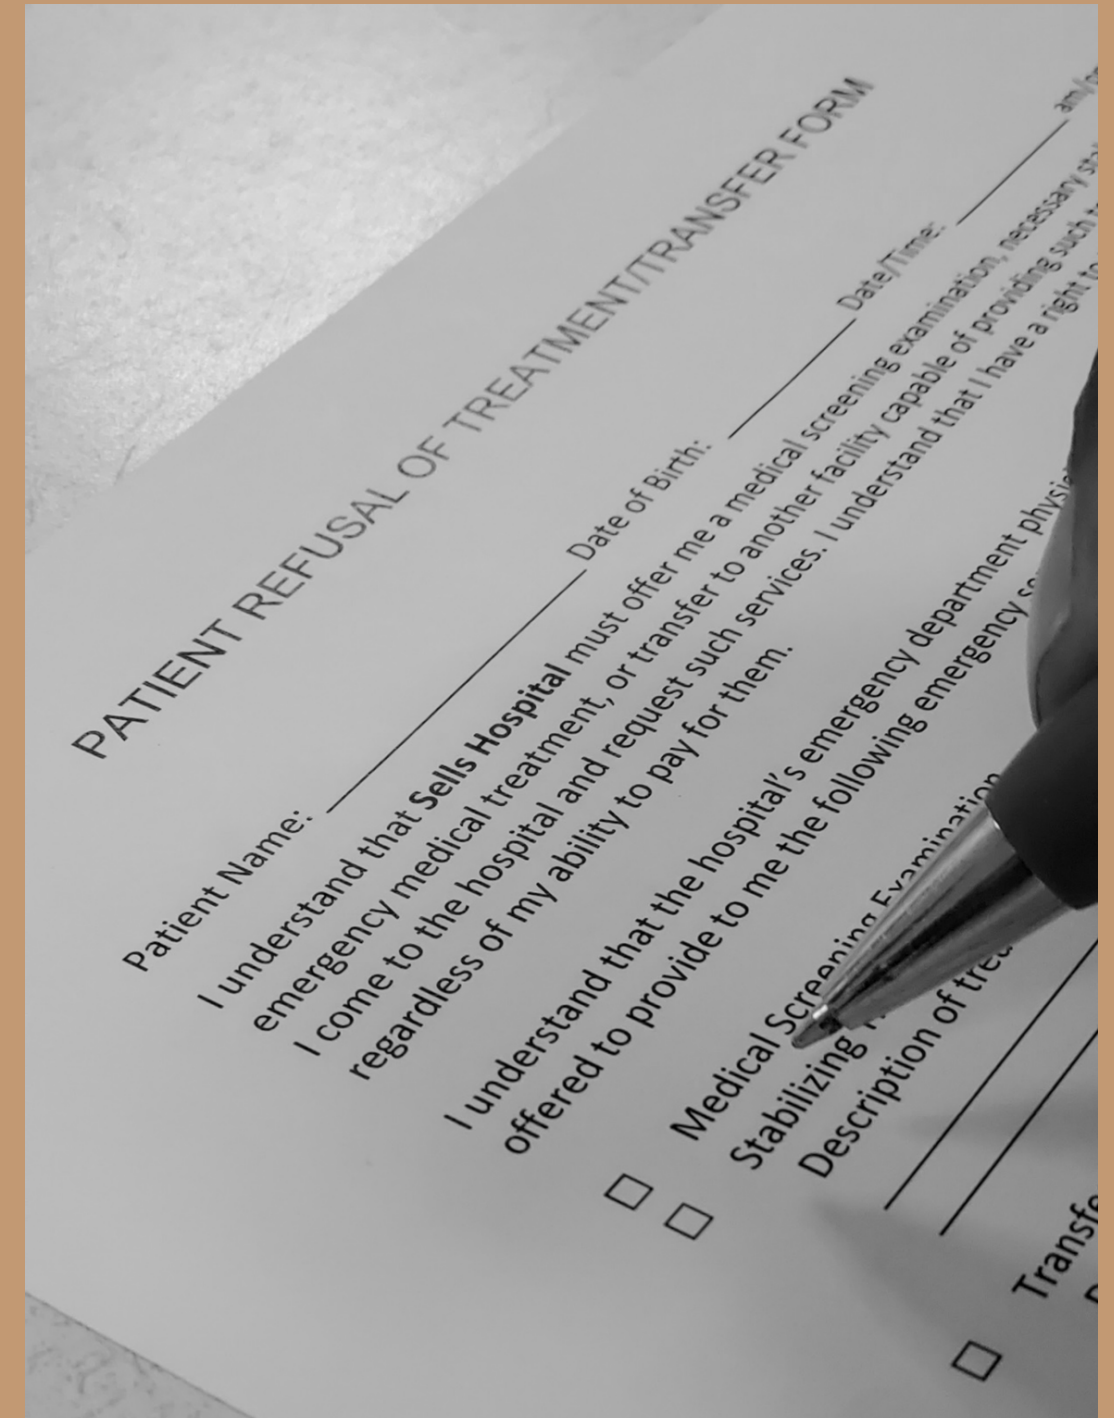 PATIENT REFUSAL OF TREATMENT/TRANSFER FORM
Patient Name: Date of Birth: Date/Time: am/
I understand that Sells Hospital must offer me a medical screening examination, necessary
emergency medical treatment, or transfer to another facility capable of providing such
I come to the hospital and request such services. I understand that I have a right to
regardless of my ability to pay for them.
I understand that the hospital's emergency department
offered to provide to me the following emergency
☐ Medical Screening Examination
☐ Stabilizing
Description of
☐